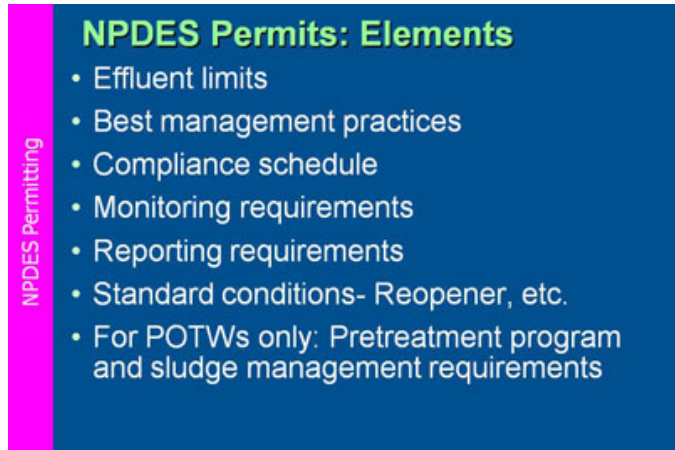 NPDES Permits: Elements
• Effluent limits
• Best management practices
• Compliance schedule
• Monitoring requirements
• Reporting requirements
• Standard conditions- Reopener, etc.
• For POTWs only: Pretreatment program
and sludge management requirements
NPDES Permitting